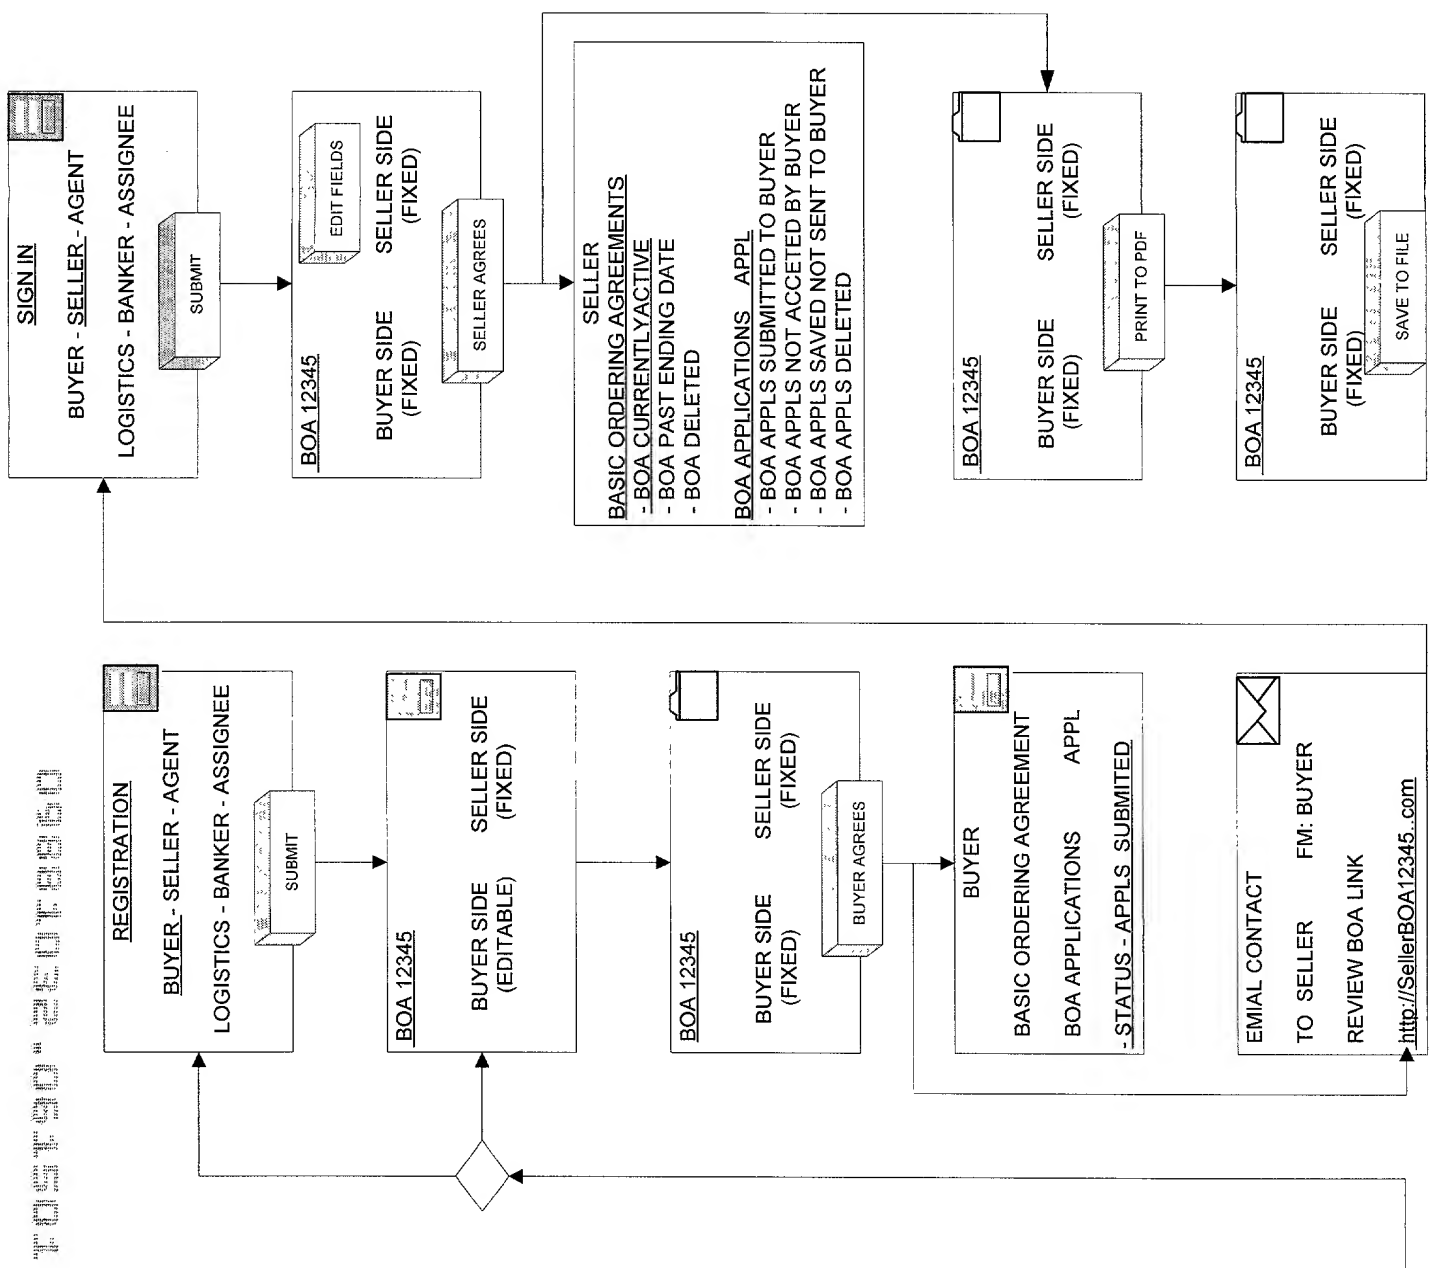 REGISTRATION
BUYER - SELLER - AGENT
LOGISTICS - BANKER - ASSIGNEE
SUBMIT
BOA 12345
BUYER SIDE SELLER SIDE
(EDITABLE) (FIXED)
BOA 12345
BUYER SIDE SELLER SIDE
(FIXED) (FIXED)
BUYER AGREES
BUYER
BASIC ORDERING AGREEMENT
BOA APPLICATIONS APPL
- STATUS - APPLS SUBMITED
EMIAL CONTACT
TO SELLER FM: BUYER
REVIEW BOA LINK
http://SellerBOA12345..com
SIGN IN
BUYER - SELLER - AGENT
LOGISTICS - BANKER - ASSIGNEE
SUBMIT
BOA 12345
EDIT FIELDS
BUYER SIDE SELLER SIDE
(FIXED) (FIXED)
SELLER AGREES
SELLER
BASIC ORDERING AGREEMENTS
- BOA CURRENTLYACTIVE
- BOA PAST ENDING DATE
- BOA DELETED
BOA APPLICATIONS APPL
- BOA APPLS SUBMITTED TO BUYER
- BOA APPLS NOT ACCETED BY BUYER
- BOA APPLS SAVED NOT SENT TO BUYER
- BOA APPLS DELETED
BOA 12345
BUYER SIDE SELLER SIDE
(FIXED) (FIXED)
PRINT TO PDF
BOA 12345
BUYER SIDE SELLER SIDE
(FIXED) (FIXED)
SAVE TO FILE